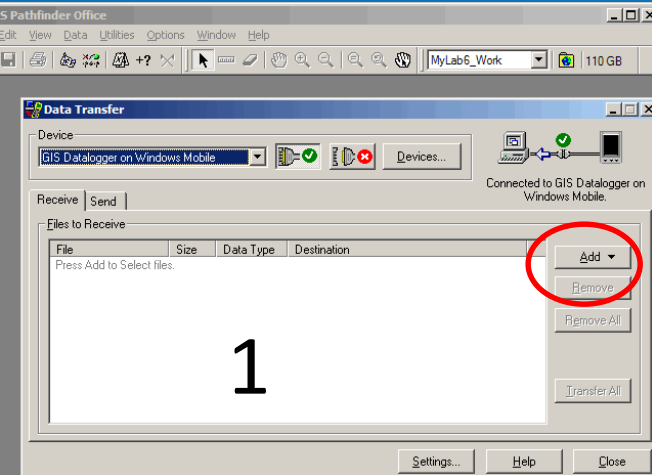 S Pathfinder Office
Edit View Data Utilities Options Window Help
+? MyLab6_Work 110 GB
Data Transfer
Device
GIS Datalogger on Windows Mobile Devices...
Connected to GIS Datalogger on
Windows Mobile.
Receive Send
Files to Receive
File Size Data Type Destination
Press Add to Select files.
Add
Remove
Remove All
1
Transfer All
Settings... Help Close